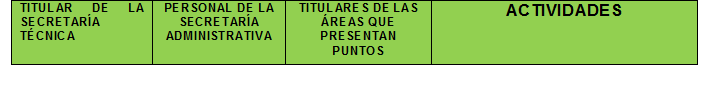 TITULAR DE LA
SECRETARÍA
TÉCNICA
PERSONAL DE LA
SECRETARÍA
ADMINISTRATIVA
TITULARES DE LAS
ÁREAS QUE
PRESENTAN
PUNTOS
ACTIVIDADES